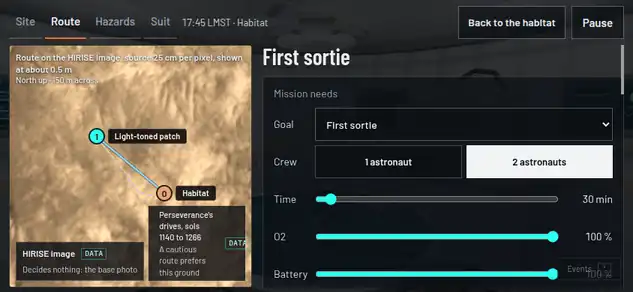 Site Route Hazards Suit 17:45 LMST · Habitat Back to the habitat Pause
Route on the HiRISE image, source 25 cm per pixel, shown
at about 0.5 m
North up · 150 m across
1 Light-toned patch
0 Habitat
Perseverance's
drives, sols
1140 to 1266
DATA
A cautious
route prefers
this ground
HiRISE image DATA
Decides nothing: the base photo
First sortie
Mission needs
Goal First sortie
Crew 1 astronaut 2 astronauts
Time 30 min
O2 100 %
Battery 100 %
Events